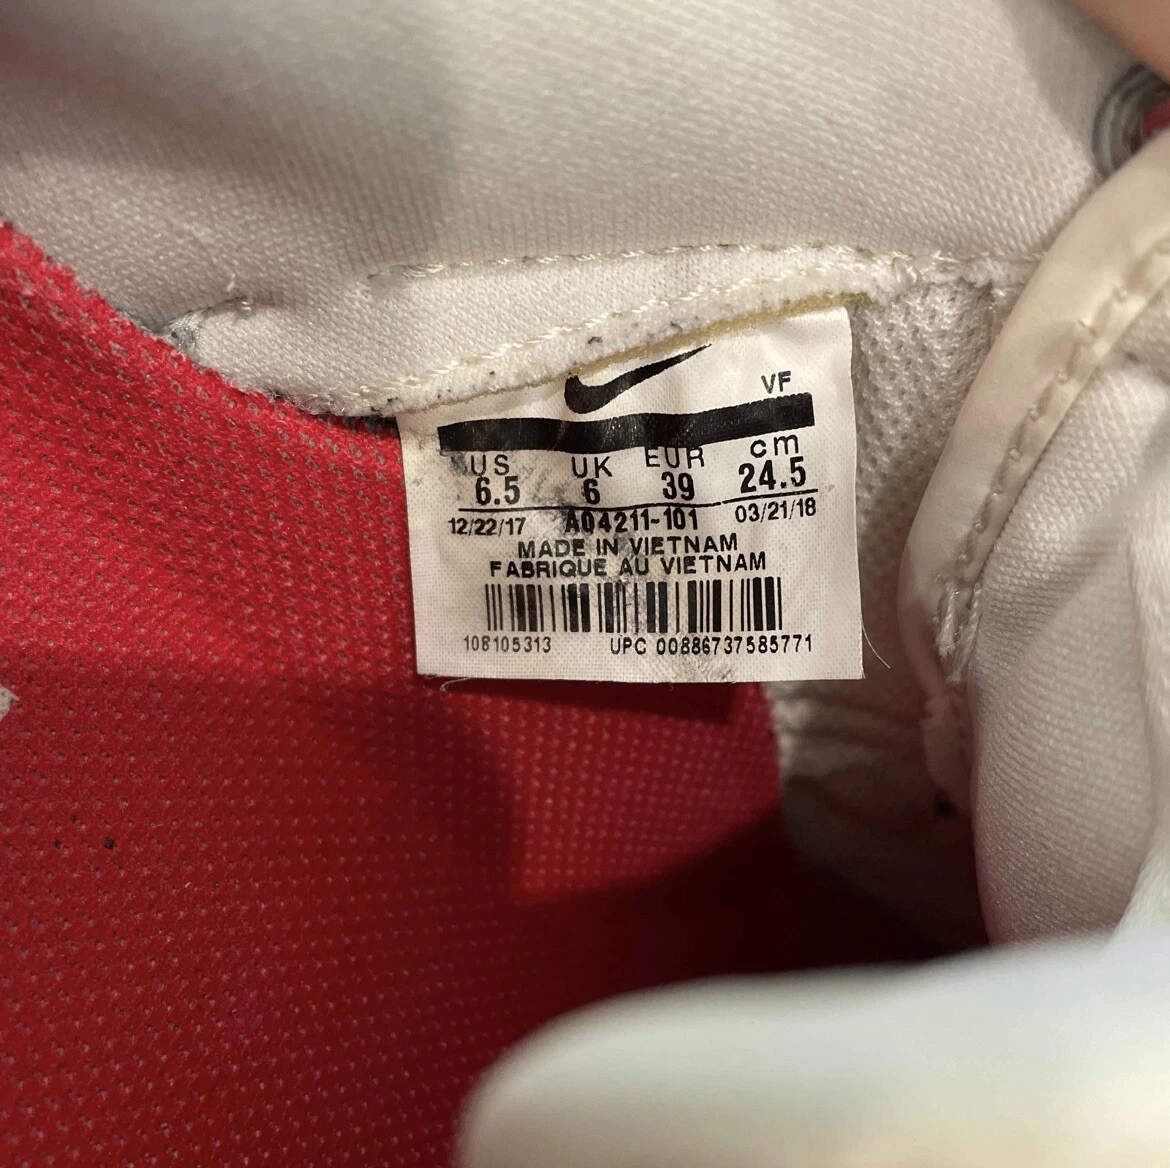 VF
US UK EUR cm
6.5 6 39 24.5
12/22/17 AQ4211-101 03/21/18
MADE IN VIETNAM
FABRIQUE AU VIETNAM
108105313 UPC 00886737585771